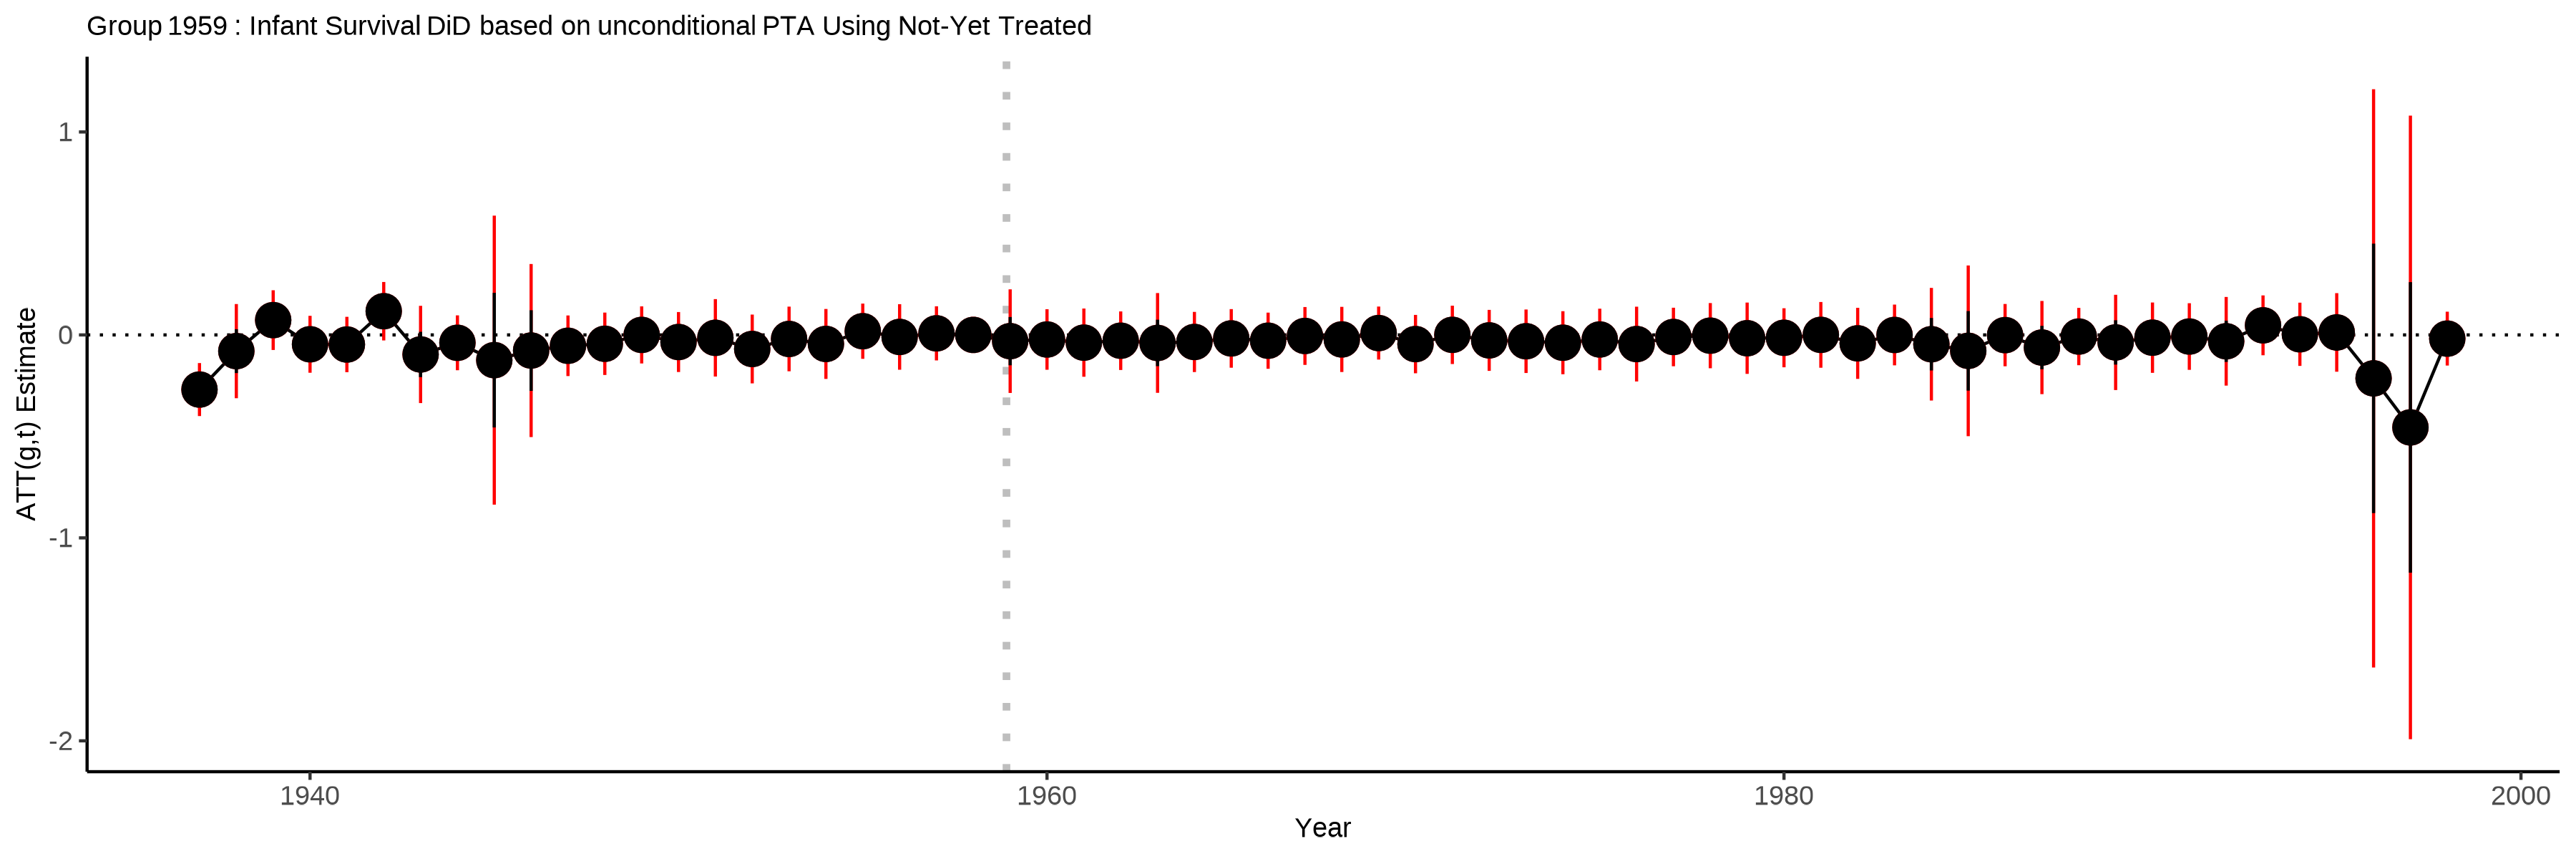 Group 1959 : Infant Survival DiD based on unconditional PTA Using Not-Yet Treated
ATT(g,t) Estimate
1
0
-1
-2
1940
1960
1980
2000
Year